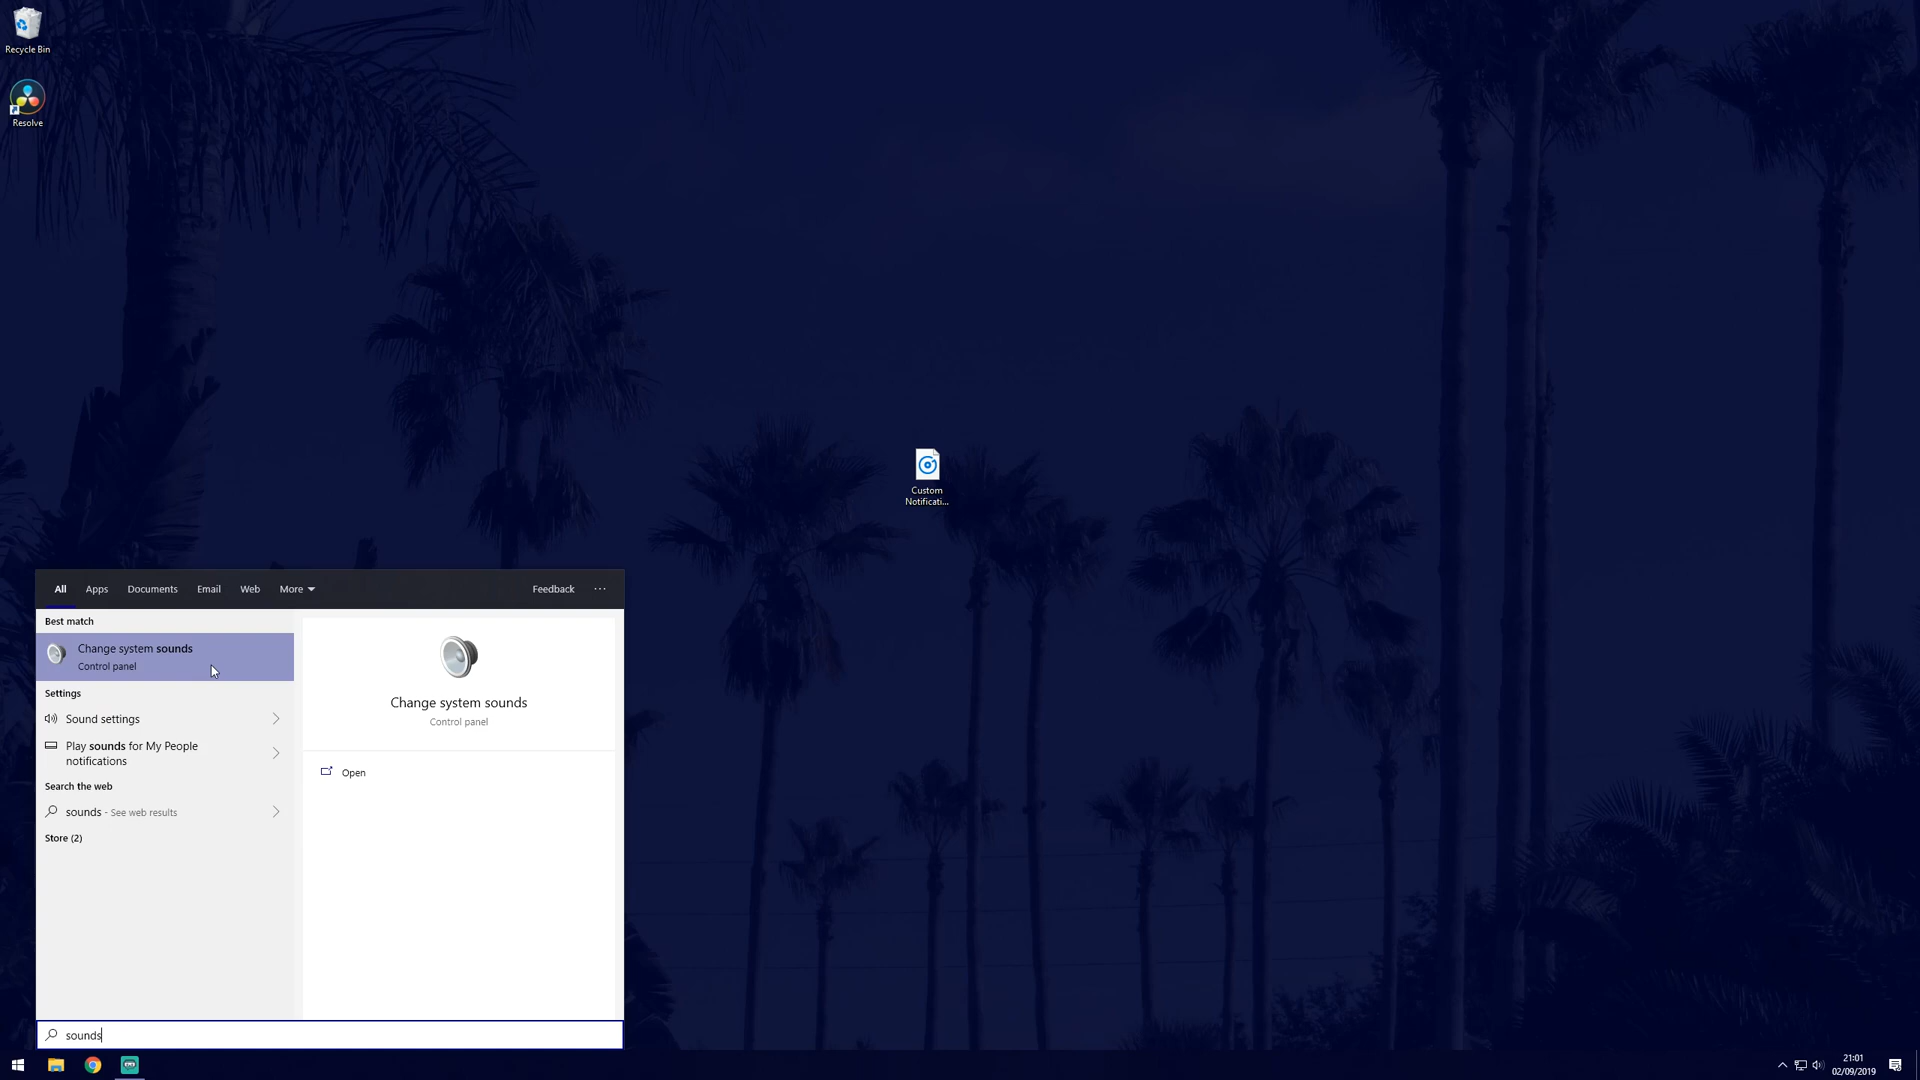 Recycle Bin
Resolve
Custom
Notificati...
All
Apps
Documents
Email
Web
More
Feedback
...
Best match
Change system sounds
Control panel
Settings
Sound settings
Play sounds for My People
notifications
Search the web
sounds - See web results
Store (2)
Change system sounds
Control panel
Open
sounds
21:01
02/09/2019